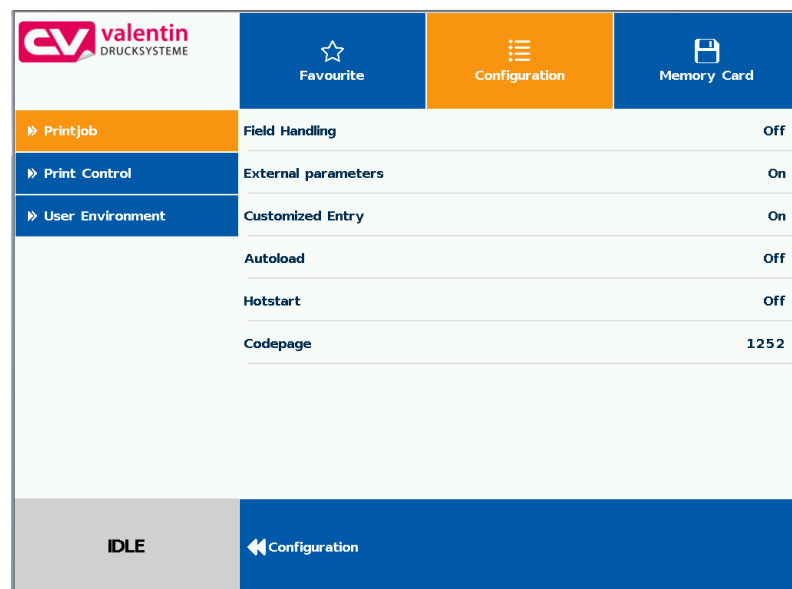 CV valentin
DRUCKSYSTEME
Favourite
Configuration
Memory Card
Printjob
Print Control
User Environment
Field Handling Off
External parameters On
Customized Entry On
Autoload Off
Hotstart Off
Codepage 1252
IDLE
Configuration